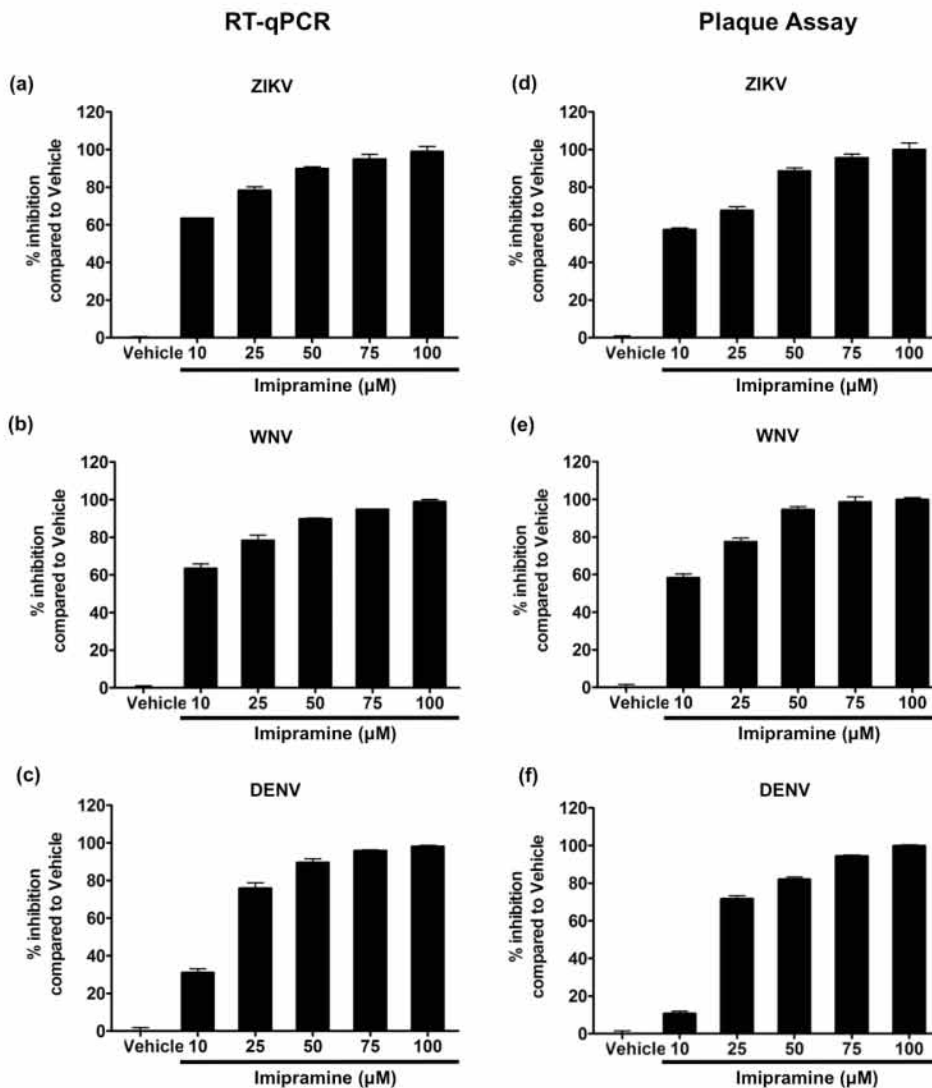 RT-qPCR
Plaque Assay
(a)
ZIKV
% inhibition
compared to Vehicle
120
100
80
60
40
20
0
Vehicle 10 25 50 75 100
Imipramine (µM)
(d)
ZIKV
% inhibition
compared to Vehicle
120
100
80
60
40
20
0
Vehicle 10 25 50 75 100
Imipramine (µM)
(b)
WNV
% inhibition
compared to Vehicle
120
100
80
60
40
20
0
Vehicle 10 25 50 75 100
Imipramine (µM)
(e)
WNV
% inhibition
compared to Vehicle
120
100
80
60
40
20
0
Vehicle 10 25 50 75 100
Imipramine (µM)
(c)
DENV
% inhibition
compared to Vehicle
120
100
80
60
40
20
0
Vehicle 10 25 50 75 100
Imipramine (µM)
(f)
DENV
% inhibition
compared to Vehicle
120
100
80
60
40
20
0
Vehicle 10 25 50 75 100
Imipramine (µM)